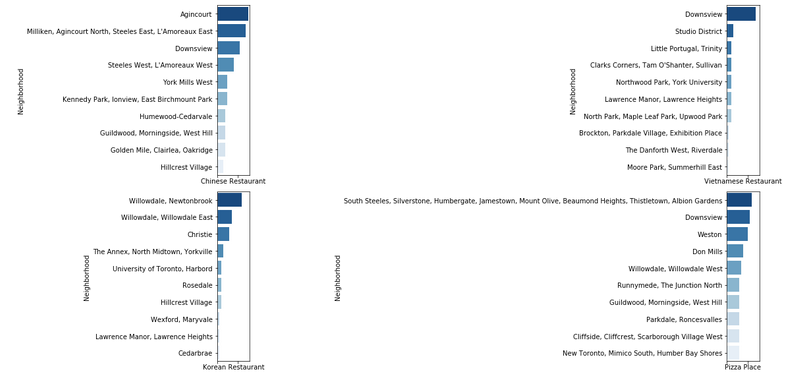 Agincourt
Milliken, Agincourt North, Steeles East, L'Amoreaux East
Downsview
Steeles West, L'Amoreaux West
York Mills West
Kennedy Park, Ionview, East Birchmount Park
Humewood-Cedarvale
Guildwood, Morningside, West Hill
Golden Mile, Clairlea, Oakridge
Hillcrest Village
Neighborhood
Chinese Restaurant
Downsview
Studio District
Little Portugal, Trinity
Clarks Corners, Tam O'Shanter, Sullivan
Northwood Park, York University
Lawrence Manor, Lawrence Heights
North Park, Maple Leaf Park, Upwood Park
Brockton, Parkdale Village, Exhibition Place
The Danforth West, Riverdale
Moore Park, Summerhill East
Neighborhood
Vietnamese Restaurant
Willowdale, Newtonbrook
Willowdale, Willowdale East
Christie
The Annex, North Midtown, Yorkville
University of Toronto, Harbord
Rosedale
Hillcrest Village
Wexford, Maryvale
Lawrence Manor, Lawrence Heights
Cedarbrae
Neighborhood
Korean Restaurant
South Steeles, Silverstone, Humbergate, Jamestown, Mount Olive, Beaumond Heights, Thistletown, Albion Gardens
Downsview
Weston
Don Mills
Willowdale, Willowdale West
Runnymede, The Junction North
Guildwood, Morningside, West Hill
Parkdale, Roncesvalles
Cliffside, Cliffcrest, Scarborough Village West
New Toronto, Mimico South, Humber Bay Shores
Neighborhood
Pizza Place